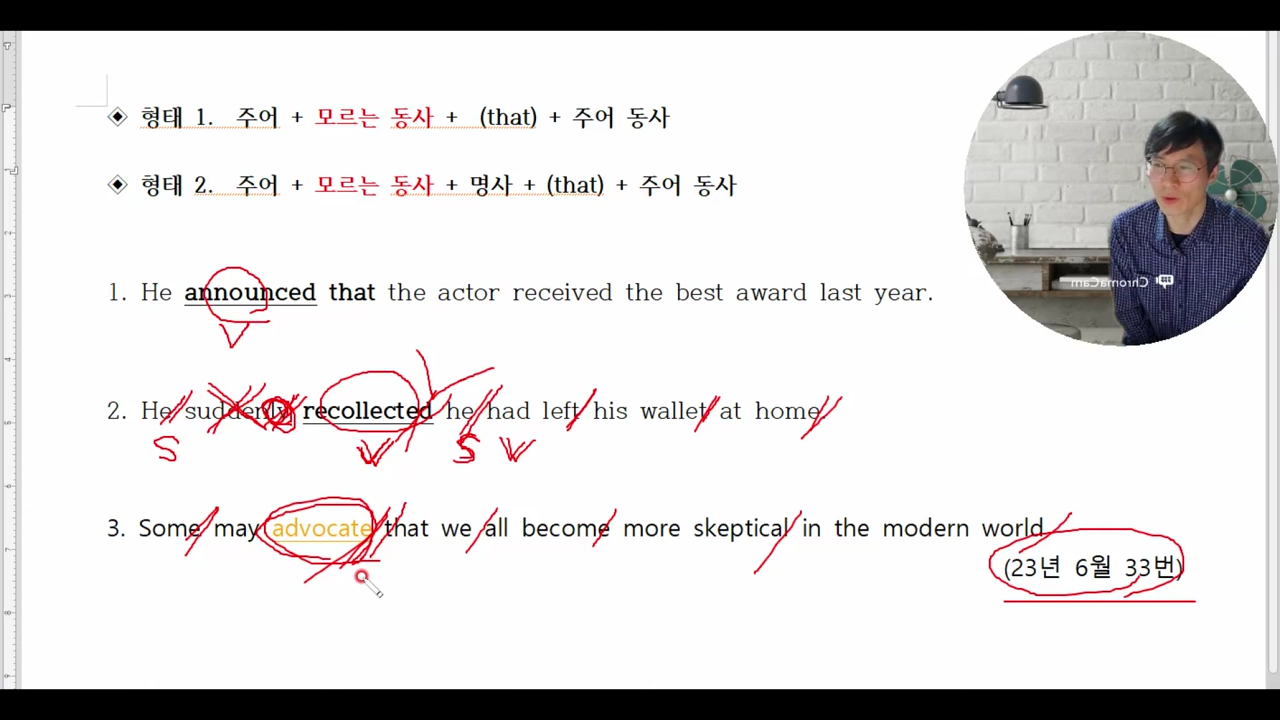 ◈ 형태 1. 주어 + 모르는 동사 + (that) + 주어 동사
◈ 형태 2. 주어 + 모르는 동사 + 명사 + (that) + 주어 동사
1. He announced that the actor received the best award last year.
V
2. He suddenly recollected he had left his wallet at home.
S V S V
3. Some may advocate that we all become more skeptical in the modern world
(23년 6월 33번)
ChromaCam